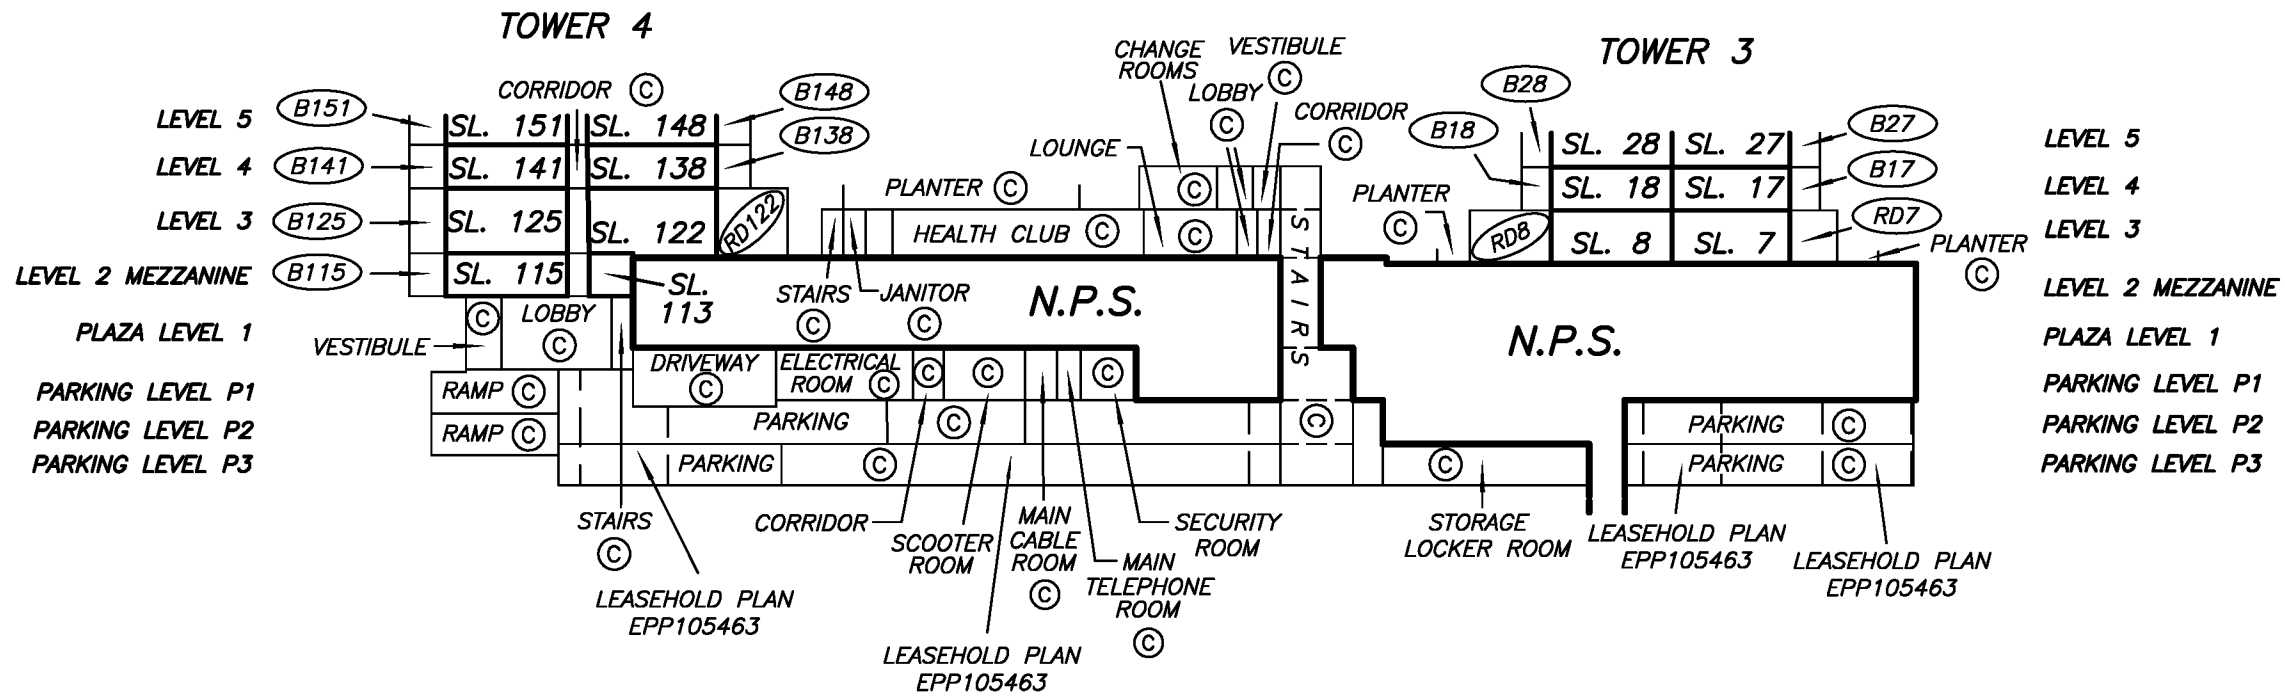 TOWER 4
TOWER 3
CORRIDOR Ⓒ
CHANGE
ROOMS
VESTIBULE
Ⓒ
LOBBY
Ⓒ
CORRIDOR
Ⓒ
LOUNGE
LEVEL 5
B151
SL. 151
SL. 148
B148
LEVEL 4
B141
SL. 141
SL. 138
B138
LEVEL 3
B125
SL. 125
SL. 122
RD122
LEVEL 2 MEZZANINE
B115
SL. 115
SL.
113
PLANTER Ⓒ
Ⓒ
HEALTH CLUB Ⓒ
Ⓒ
STAIRS
Ⓒ
JANITOR
Ⓒ
N.P.S.
STAIRS
Ⓒ
PLANTER
Ⓒ
B28
B18
SL. 28
SL. 27
B27
LEVEL 5
SL. 18
SL. 17
B17
LEVEL 4
RD8
SL. 8
SL. 7
RD7
LEVEL 3
PLANTER
Ⓒ
LEVEL 2 MEZZANINE
N.P.S.
PLAZA LEVEL 1
PLAZA LEVEL 1
VESTIBULE
Ⓒ
LOBBY
Ⓒ
DRIVEWAY
Ⓒ
ELECTRICAL
ROOM Ⓒ
Ⓒ
Ⓒ
Ⓒ
PARKING LEVEL P1
RAMP Ⓒ
PARKING LEVEL P1
PARKING LEVEL P2
RAMP Ⓒ
PARKING Ⓒ
PARKING Ⓒ
PARKING LEVEL P2
PARKING LEVEL P3
PARKING Ⓒ
Ⓒ
PARKING Ⓒ
PARKING LEVEL P3
STAIRS
Ⓒ
CORRIDOR
SCOOTER
ROOM
MAIN
CABLE
ROOM
Ⓒ
MAIN
TELEPHONE
ROOM
Ⓒ
SECURITY
ROOM
STORAGE
LOCKER ROOM
LEASEHOLD PLAN
EPP105463
LEASEHOLD PLAN
EPP105463
LEASEHOLD PLAN
EPP105463
LEASEHOLD PLAN
EPP105463